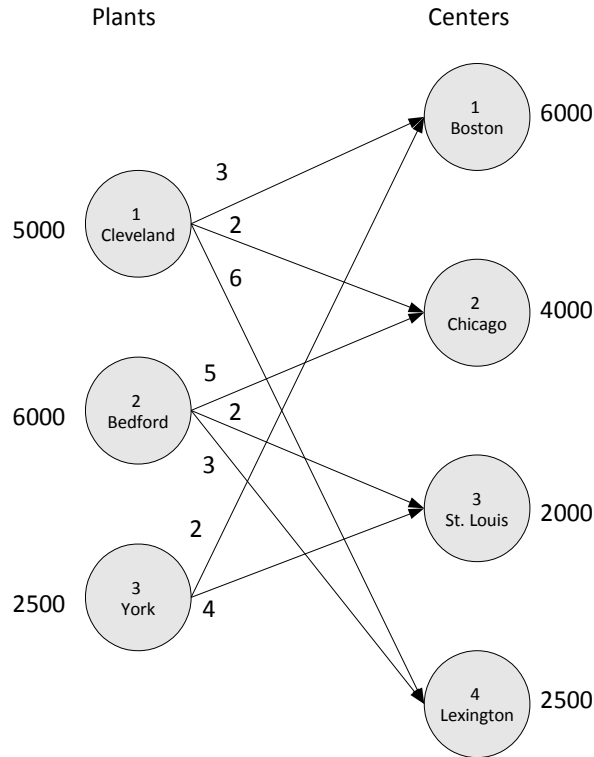 Plants Centers
1
Boston
6000
3
1
Cleveland
5000
2
6
2
Chicago
4000
5
2
Bedford
6000
2
3
3
St. Louis
2000
2
3
York
2500
4
4
Lexington
2500